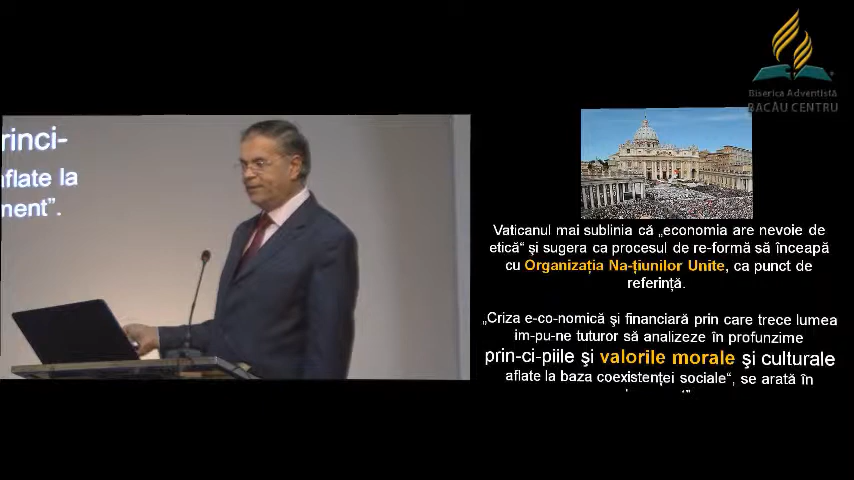 rinci-
aflate la
ment”.
Biserica Adventistă
BACĂU CENTRU
Vaticanul mai sublinia că „economia are nevoie de
etică“ şi sugera ca procesul de re-formă să înceapă
cu Organizaţia Na-ţiunilor Unite, ca punct de
referinţă.
„Criza e-co-nomică şi financiară prin care trece lumea
im-pu-ne tuturor să analizeze în profunzime
prin-ci-piile şi valorile morale şi culturale
aflate la baza coexistenţei sociale“, se arată în